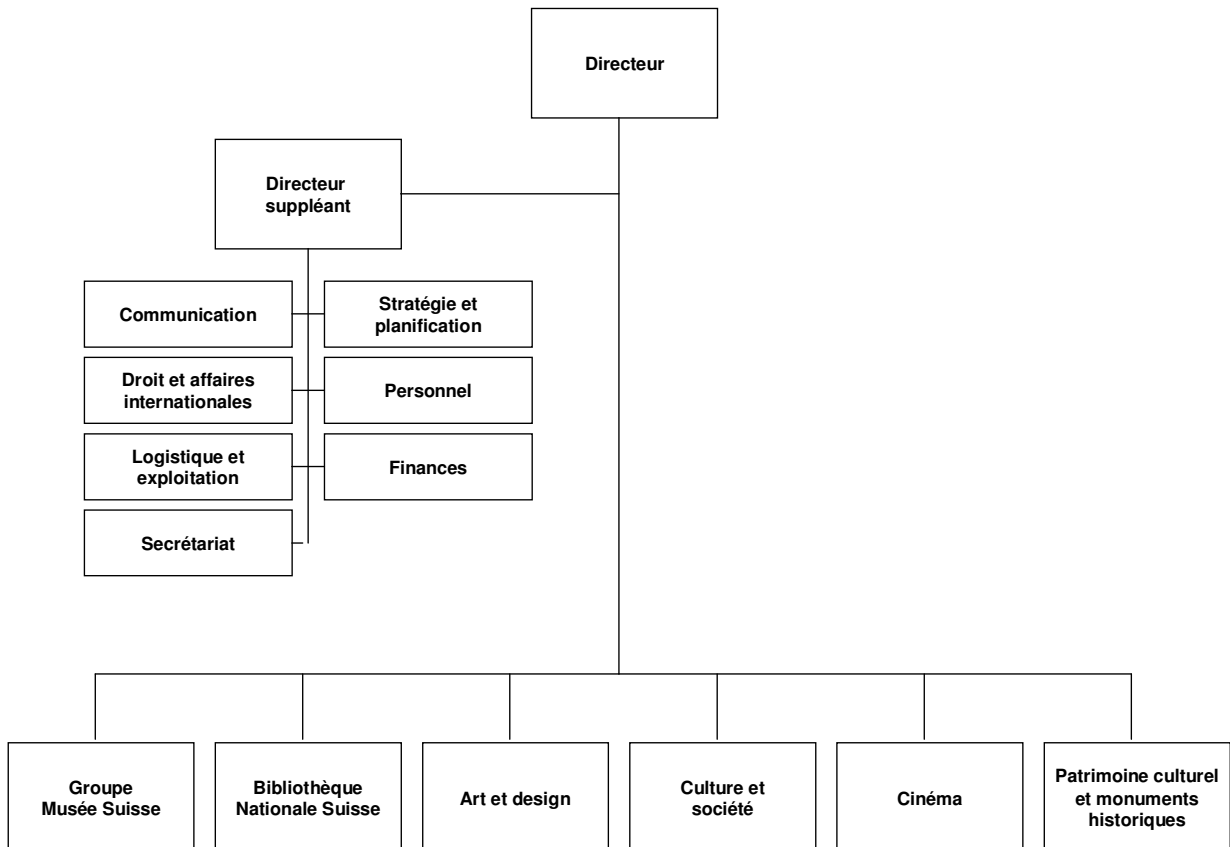 Directeur
Directeur
suppléant
Communication
Stratégie et
planification
Droit et affaires
internationales
Personnel
Logistique et
exploitation
Finances
Secrétariat
Groupe
Musée Suisse
Bibliothèque
Nationale Suisse
Art et design
Culture et
société
Cinéma
Patrimoine culturel
et monuments
historiques